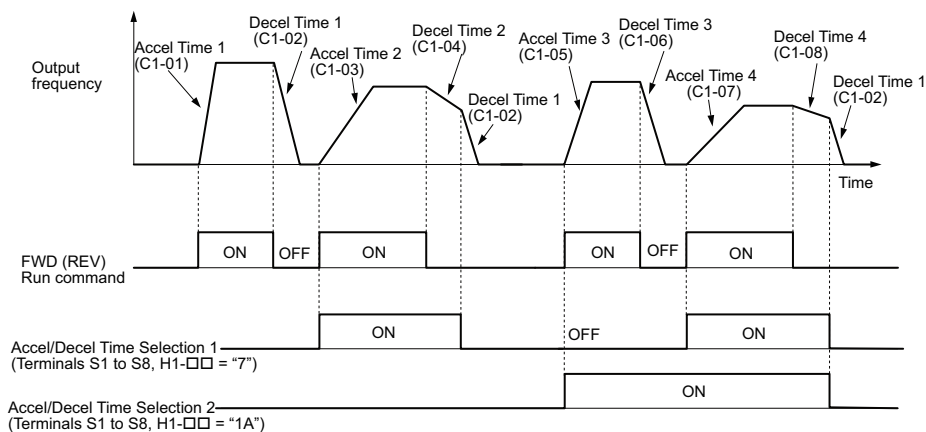 Accel Time 1
(C1-01)
Decel Time 1
(C1-02)
Accel Time 2
(C1-03)
Decel Time 2
(C1-04)
Decel Time 1
(C1-02)
Accel Time 3
(C1-05)
Decel Time 3
(C1-06)
Accel Time 4
(C1-07)
Decel Time 4
(C1-08)
Decel Time 1
(C1-02)
Output
frequency
Time
FWD (REV)
Run command
ON
OFF
ON
ON
OFF
ON
Accel/Decel Time Selection 1
(Terminals S1 to S8, H1-□□ = “7”)
ON
OFF
ON
Accel/Decel Time Selection 2
(Terminals S1 to S8, H1-□□ = “1A”)
ON